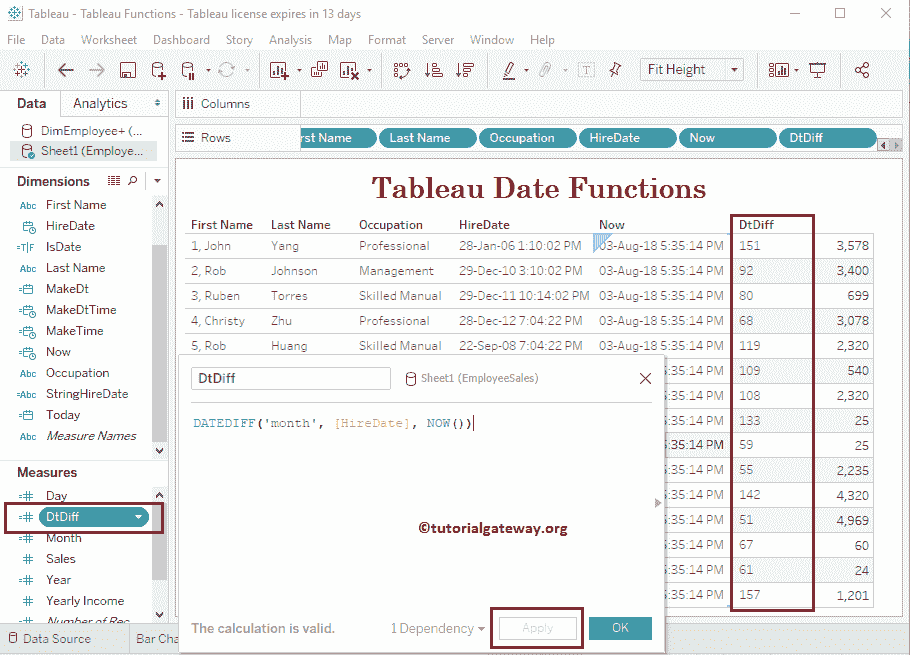 Tableau - Tableau Functions - Tableau license expires in 13 days
File Data Worksheet Dashboard Story Analysis Map Format Server Window Help
Fit Height
Data Analytics
Columns
DimEmployee+ (...
Sheet1 (Employe...
Rows
rst Name Last Name Occupation HireDate Now DtDiff
Dimensions
Abc First Name
HireDate
=T|F IsDate
Abc Last Name
MakeDt
MakeDtTime
MakeTime
Now
Abc Occupation
=Abc StringHireDate
Today
Abc Measure Names
Measures
=# Day
=# DtDiff
=# Month
# Sales
=# Year
# Yearly Income
=# Number of Rec
Tableau Date Functions
First Name Last Name Occupation HireDate Now DtDiff
1, John Yang Professional 28-Jan-06 1:10:02 PM 03-Aug-18 5:35:14 PM 151 3,578
2, Rob Johnson Management 29-Dec-10 3:10:02 PM 03-Aug-18 5:35:14 PM 92 3,400
3, Ruben Torres Skilled Manual 29-Dec-11 10:14:02 PM 03-Aug-18 5:35:14 PM 80 699
4, Christy Zhu Professional 28-Dec-12 7:04:22 PM 03-Aug-18 5:35:14 PM 68 3,078
5, Rob Huang Skilled Manual 22-Sep-08 7:04:22 PM 03-Aug-18 5:35:14 PM 119 2,320
5:35:14 PM 109 540
5:35:14 PM 108 2,320
5:35:14 PM 133 25
5:35:14 PM 59 25
5:35:14 PM 55 2,235
5:35:14 PM 142 4,320
5:35:14 PM 51 4,969
5:35:14 PM 67 60
5:35:14 PM 61 24
5:35:14 PM 157 1,201
DtDiff Sheet1 (EmployeeSales)
DATEDIFF('month', [HireDate], NOW())
©tutorialgateway.org
The calculation is valid. 1 Dependency Apply OK
Data Source Bar Cha